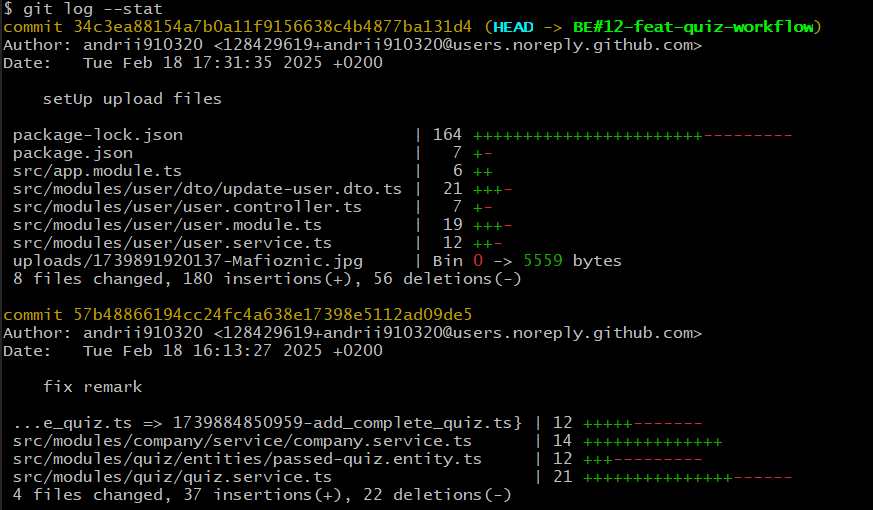 $ git log --stat
commit 34c3ea88154a7b0a11f9156638c4b4877ba131d4 (HEAD -> BE#12-feat-quiz-workflow)
Author: andrii910320 <128429619+andrii910320@users.noreply.github.com>
Date:   Tue Feb 18 17:31:35 2025 +0200
setUp upload files
package-lock.json | 164 +++++++++++++++++++++++---------
package.json | 7 +-
src/app.module.ts | 6 ++
src/modules/user/dto/update-user.dto.ts | 21 +++-
src/modules/user/user.controller.ts | 7 +-
src/modules/user/user.module.ts | 19 +++-
src/modules/user/user.service.ts | 12 ++-
uploads/1739891920137-Mafioznic.jpg | Bin 0 -> 5559 bytes
8 files changed, 180 insertions(+), 56 deletions(-)
commit 57b48866194cc24fc4a638e17398e5112ad09de5
Author: andrii910320 <128429619+andrii910320@users.noreply.github.com>
Date:   Tue Feb 18 16:13:27 2025 +0200
fix remark
...e_quiz.ts => 1739884850959-add_complete_quiz.ts} | 12 +++++-------
src/modules/company/service/company.service.ts | 14 ++++++++++++++
src/modules/quiz/entities/passed-quiz.entity.ts | 12 +++---------
src/modules/quiz/quiz.service.ts | 21 +++++++++++++++------
4 files changed, 37 insertions(+), 22 deletions(-)